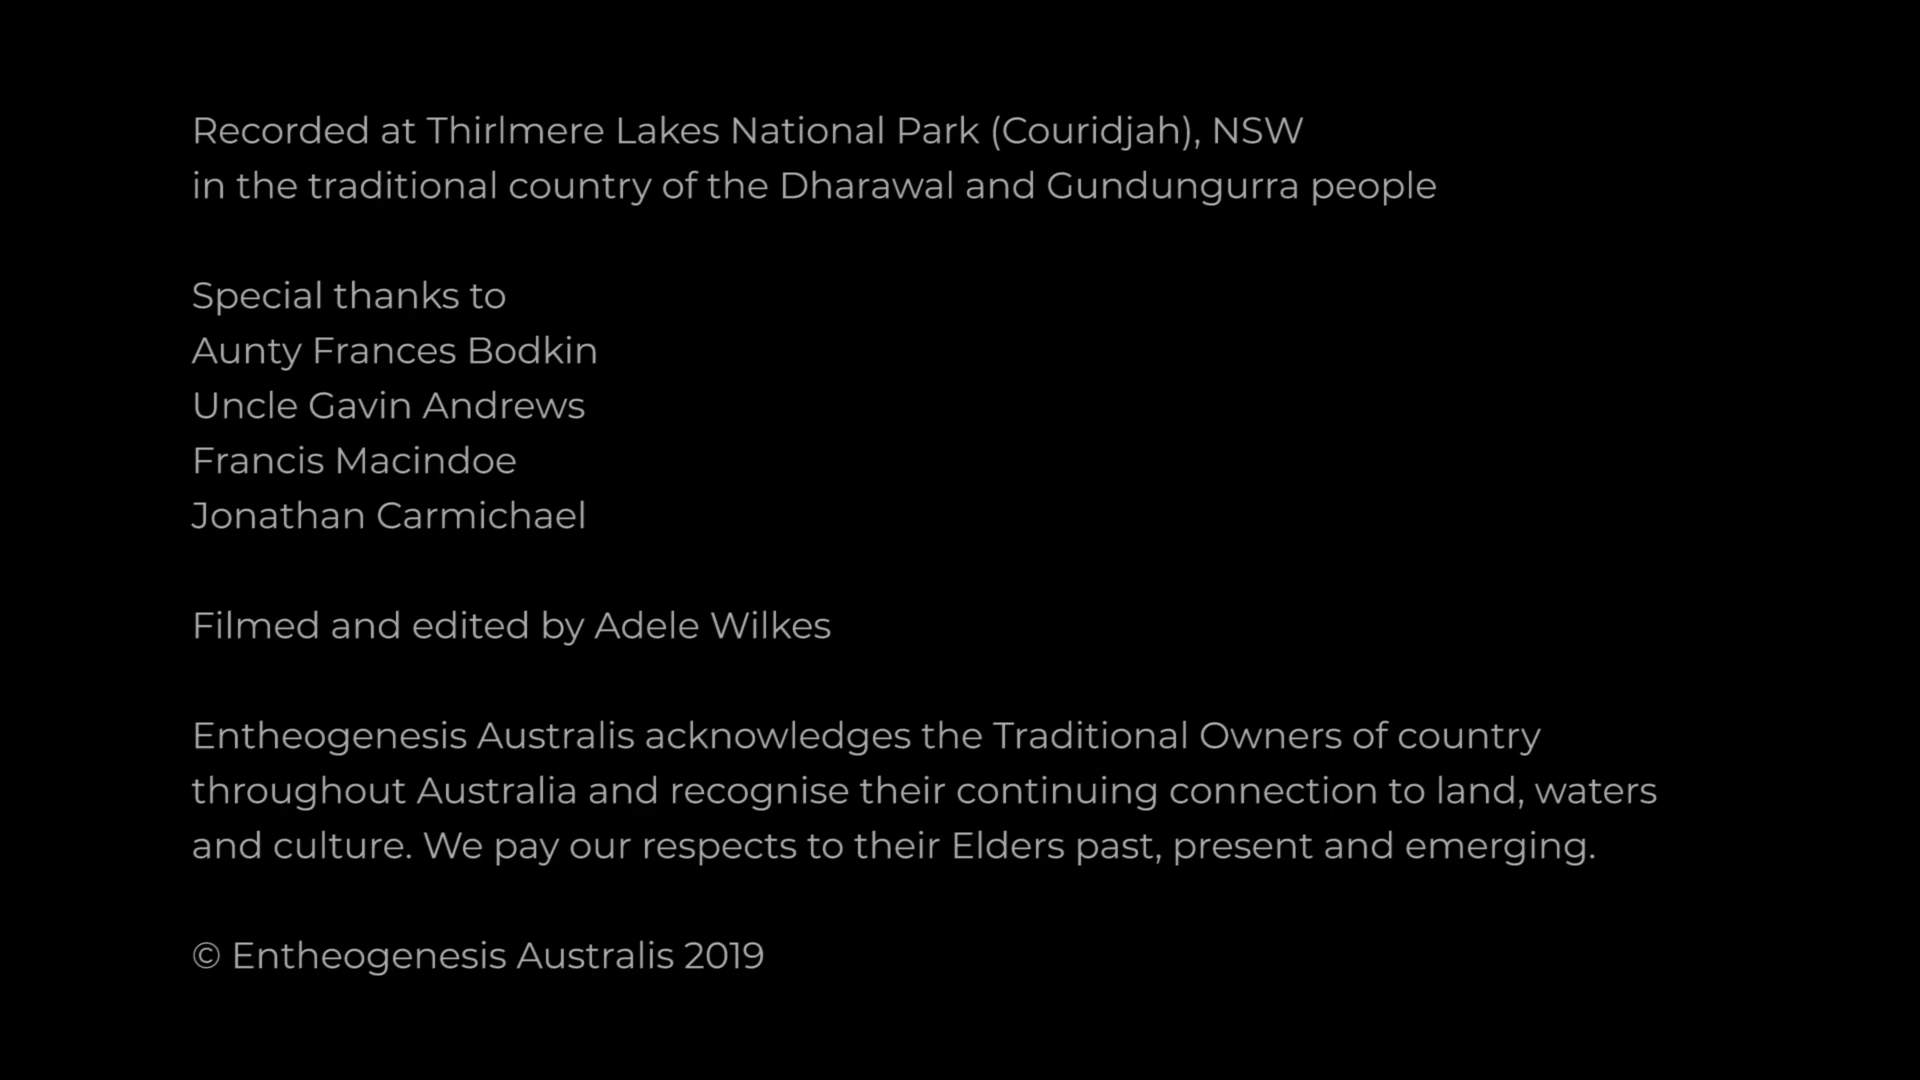 Recorded at Thirlmere Lakes National Park (Couridjah), NSW
in the traditional country of the Dharawal and Gundungurra people
Special thanks to
Aunty Frances Bodkin
Uncle Gavin Andrews
Francis Macindoe
Jonathan Carmichael
Filmed and edited by Adele Wilkes
Entheogenesis Australis acknowledges the Traditional Owners of country
throughout Australia and recognise their continuing connection to land, waters
and culture. We pay our respects to their Elders past, present and emerging.
© Entheogenesis Australis 2019